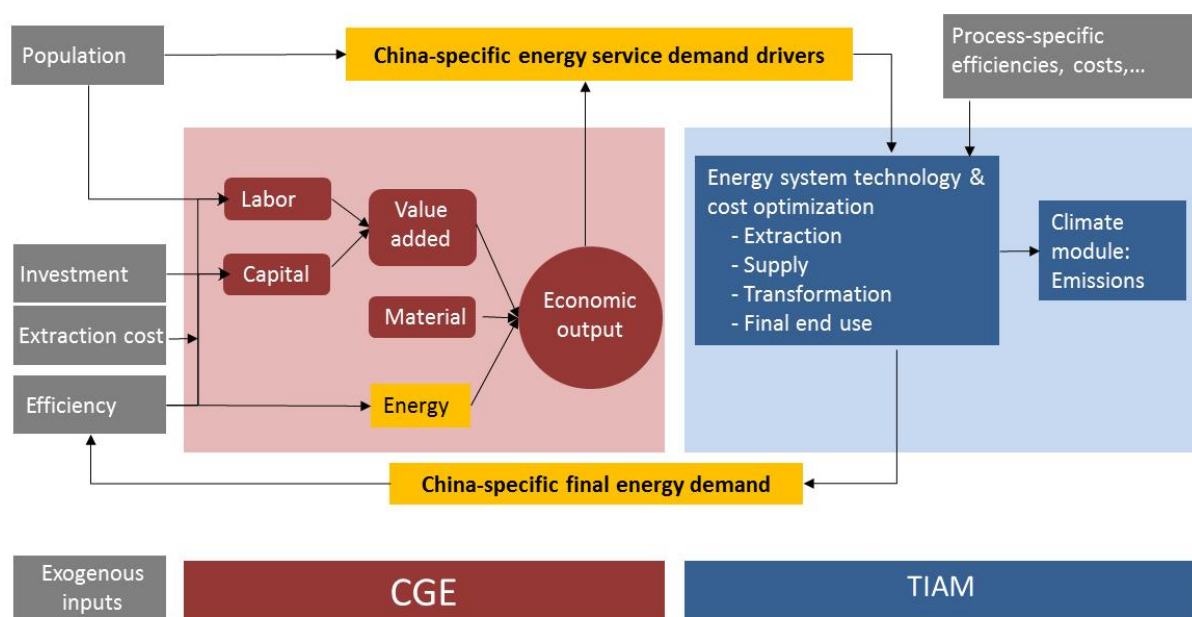 Population
China-specific energy service demand drivers
Process-specific
efficiencies, costs,...
Labor
Value
added
Investment
Capital
Extraction cost
Material
Economic
output
Efficiency
Energy
Energy system technology &
cost optimization
- Extraction
- Supply
- Transformation
- Final end use
Climate
module:
Emissions
China-specific final energy demand
Exogenous
inputs
CGE
TIAM